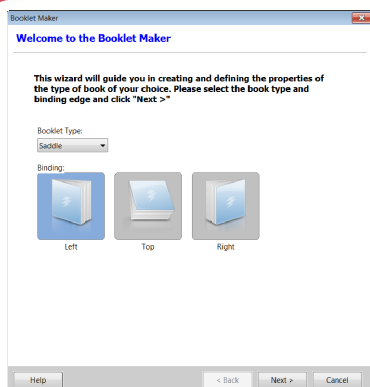 Booklet Maker
Welcome to the Booklet Maker
This wizard will guide you in creating and defining the properties of
the type of book of your choice. Please select the book type and
binding edge and click "Next >"
Booklet Type:
Saddle
Binding:
Left Top Right
Help < Back Next > Cancel